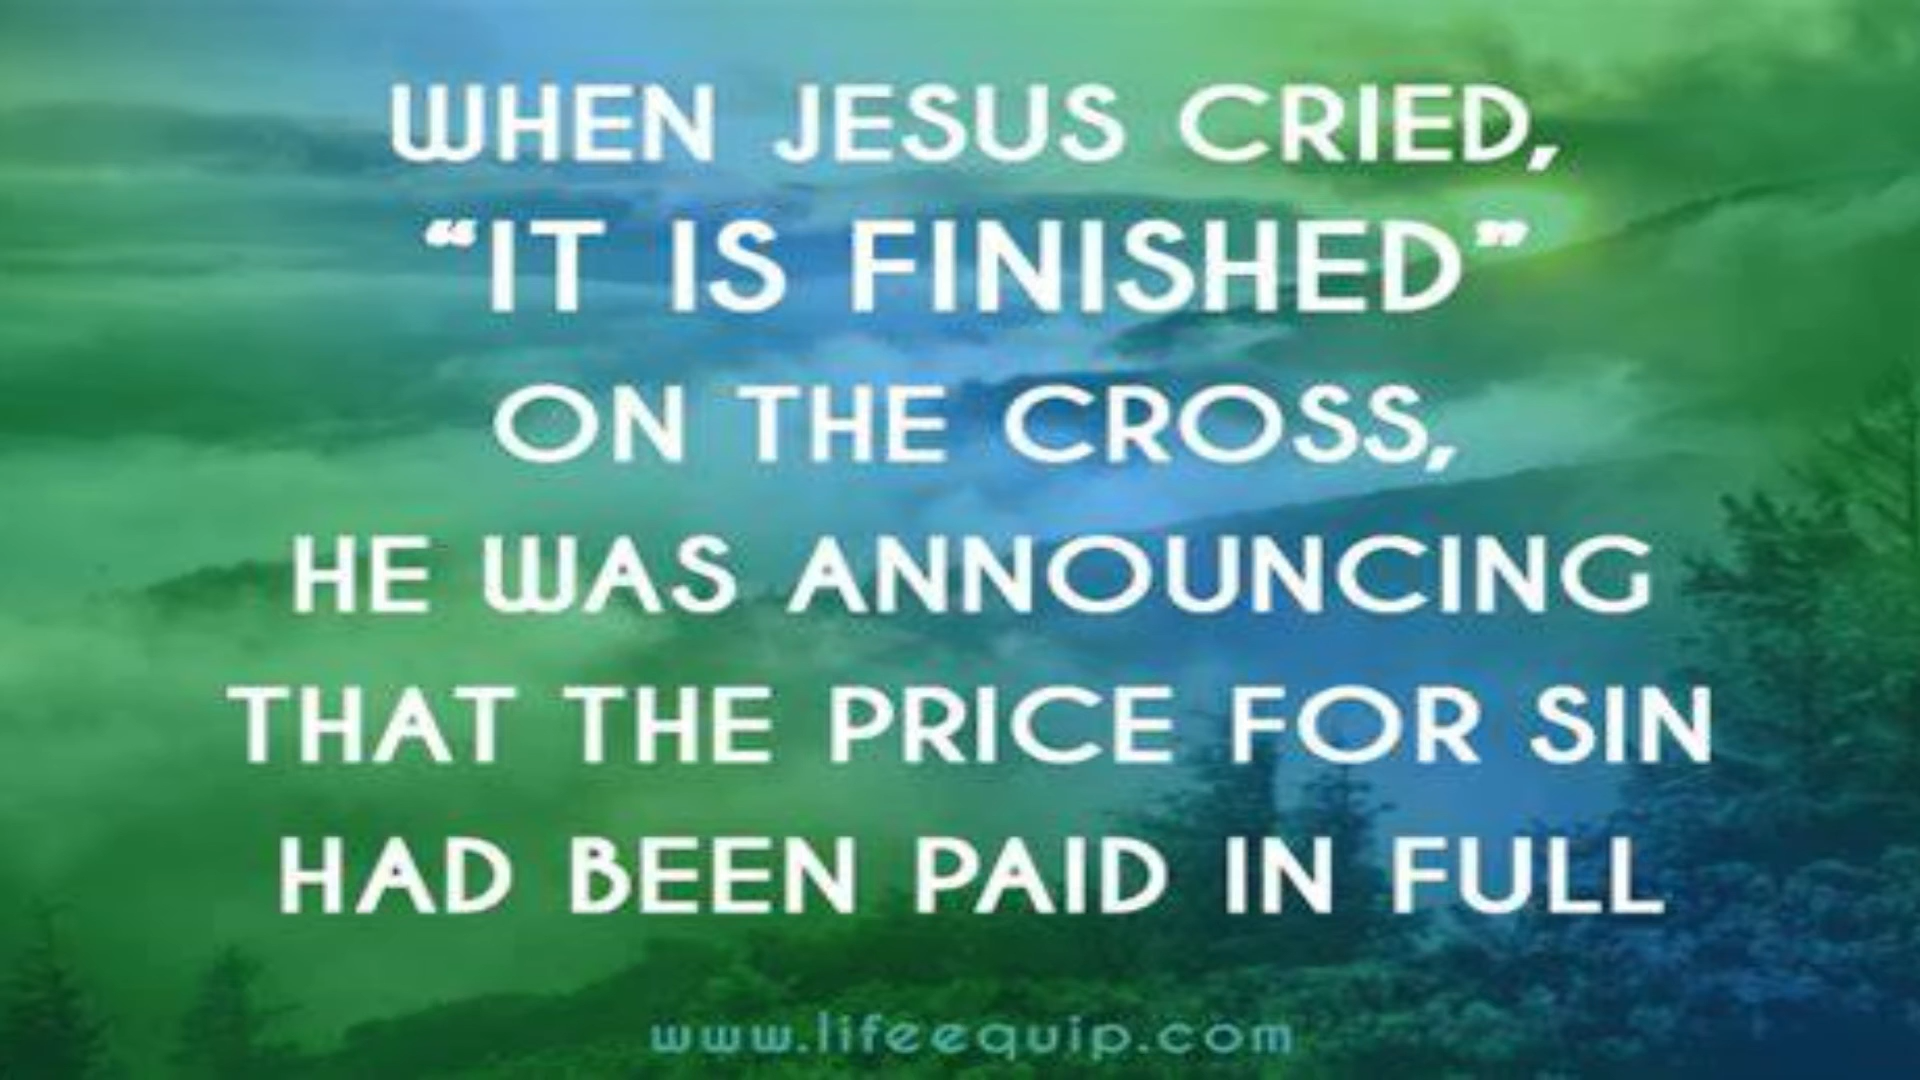 WHEN JESUS CRIED,
“IT IS FINISHED”
ON THE CROSS,
HE WAS ANNOUNCING
THAT THE PRICE FOR SIN
HAD BEEN PAID IN FULL
www.lifeequip.com